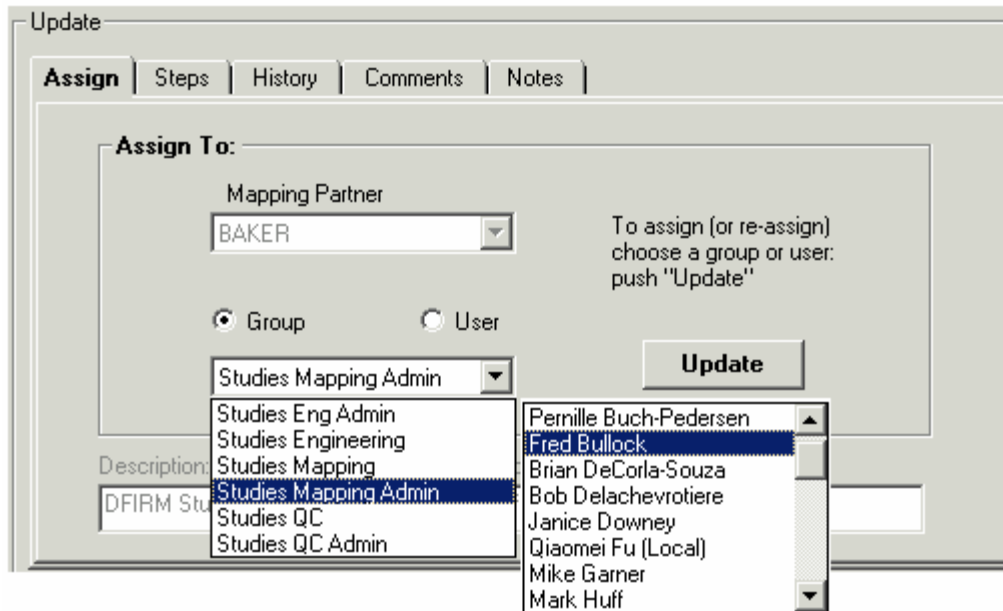 Update
Assign Steps History Comments Notes
Assign To:
Mapping Partner
BAKER
To assign (or re-assign)
choose a group or user:
push "Update"
Group User
Studies Mapping Admin
Update
Studies Eng Admin
Studies Engineering
Studies Mapping
Studies Mapping Admin
Studies QC
Studies QC Admin
Pernille Buch-Pedersen
Fred Bullock
Brian DeCorla-Souza
Bob Delachevrotiere
Janice Downey
Qiaomei Fu (Local)
Mike Garner
Mark Huff
Description:
DFIRM Stu